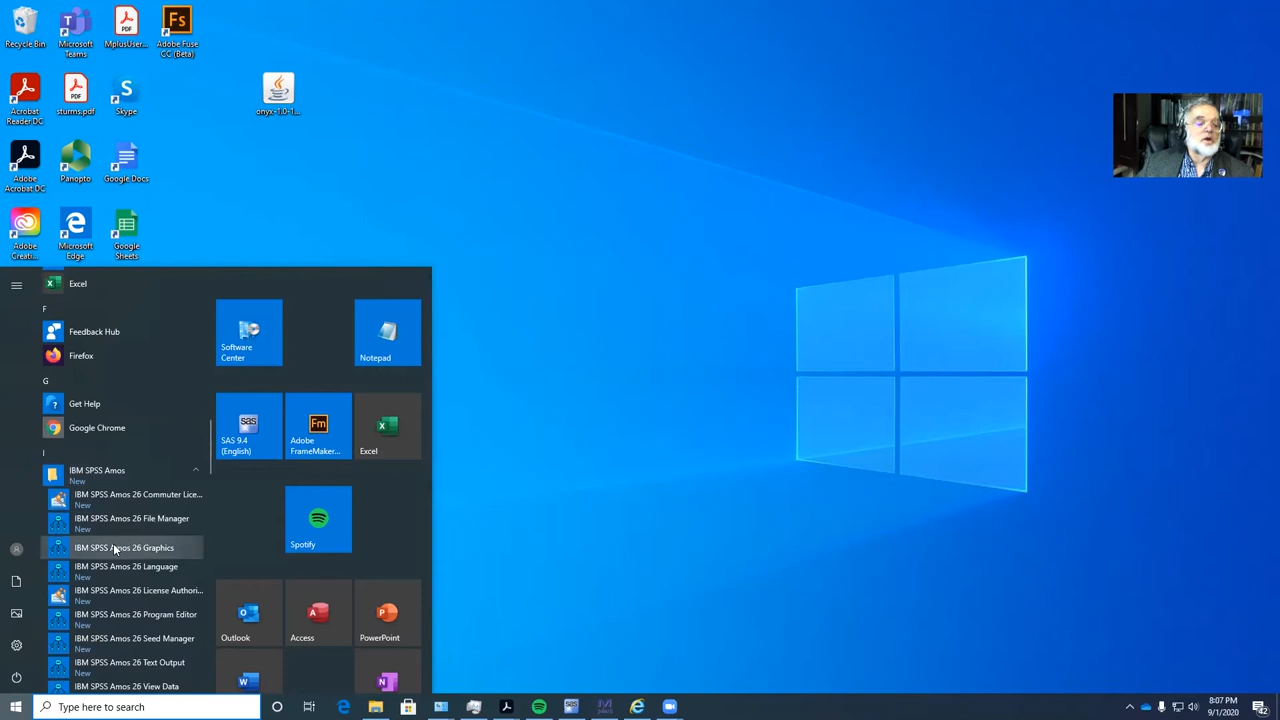 Recycle Bin
Microsoft
Teams
MplusUser...
Adobe Fuse
CC (Beta)
Acrobat
Reader DC
sturms.pdf
Skype
onyx-1.0-1...
Adobe
Acrobat DC
Panopto
Google Docs
Adobe
Creati...
Microsoft
Edge
Google
Sheets
Excel
F
Feedback Hub
Firefox
G
Get Help
Google Chrome
I
IBM SPSS Amos
New
IBM SPSS Amos 26 Commuter Lice...
New
IBM SPSS Amos 26 File Manager
New
IBM SPSS Amos 26 Graphics
IBM SPSS Amos 26 Language
New
IBM SPSS Amos 26 License Authori...
New
IBM SPSS Amos 26 Program Editor
New
IBM SPSS Amos 26 Seed Manager
New
IBM SPSS Amos 26 Text Output
New
IBM SPSS Amos 26 View Data
Software
Center
Notepad
SAS 9.4
(English)
Adobe
FrameMaker...
Excel
Spotify
Outlook
Access
PowerPoint
Type here to search
8:07 PM
9/1/2020
42